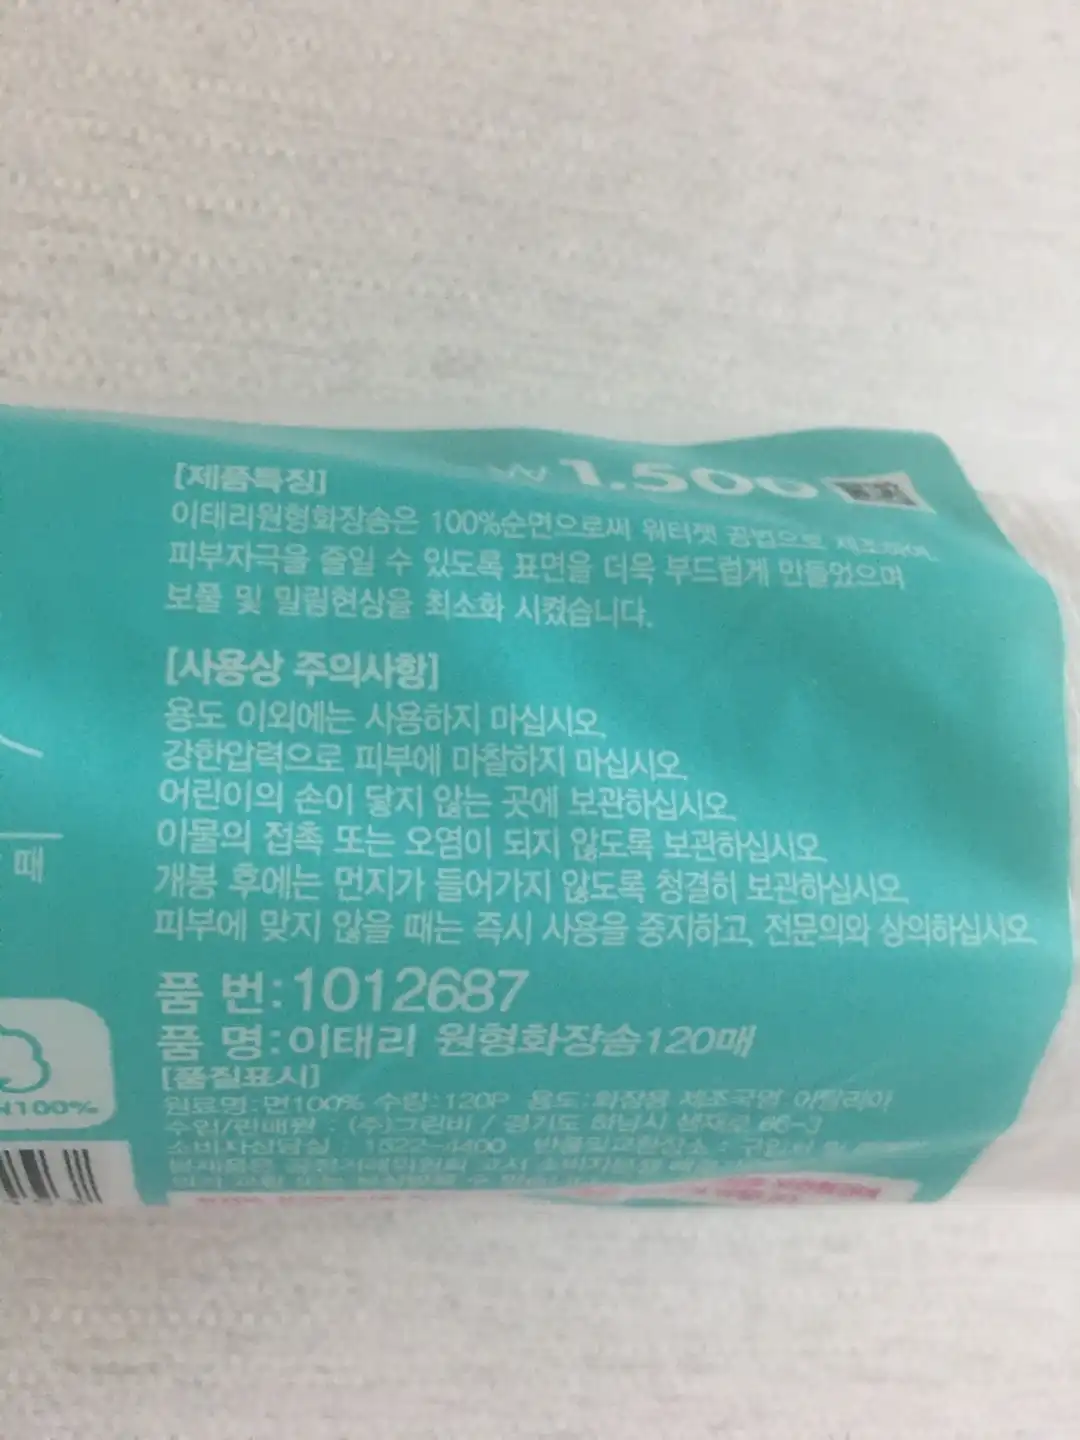 ₩1,500
[제품특징]
이태리원형화장솜은 100%순면으로써 워터젯 공법으로 제조하여
피부자극을 줄일 수 있도록 표면을 더욱 부드럽게 만들었으며
보풀 및 밀림현상을 최소화 시켰습니다.
[사용상 주의사항]
용도 이외에는 사용하지 마십시오.
강한압력으로 피부에 마찰하지 마십시오.
어린이의 손이 닿지 않는 곳에 보관하십시오.
이물의 접촉 또는 오염이 되지 않도록 보관하십시오.
개봉 후에는 먼지가 들어가지 않도록 청결히 보관하십시오.
피부에 맞지 않을 때는 즉시 사용을 중지하고, 전문의와 상의하십시오.
때
품 번:1012687
품 명:이태리 원형화장솜120매
[품질표시]
원료명:면100% 수량:120P 용도:화장용 제조국명 이탈리아
수입/판매원 : (주)그린비 / 경기도 하남시
소비자상담실 : 1522-4400 반품및교환장소 : 구입처
100%